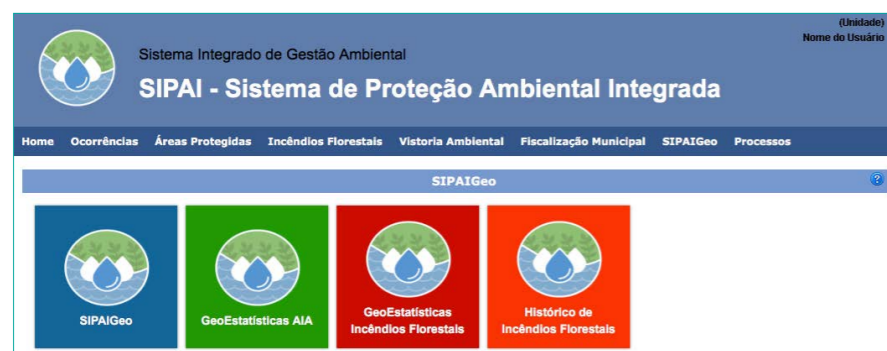 (Unidade)
Nome do Usuário
Sistema Integrado de Gestão Ambiental
SIPAI - Sistema de Proteção Ambiental Integrada
Home Ocorrências Áreas Protegidas Incêndios Florestais Vistoria Ambiental Fiscalização Municipal SIPAIGeo Processos
SIPAIGeo
?
SIPAIGeo
GeoEstatísticas AIA
GeoEstatísticas
Incêndios Florestais
Histórico de
Incêndios Florestais